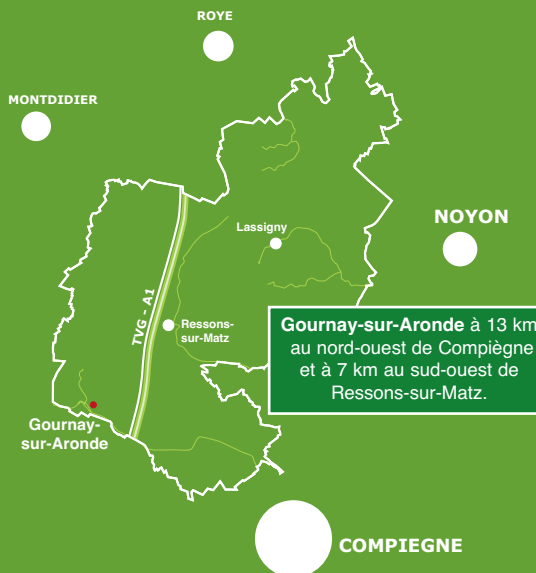 ROYE
MONTDIDIER
NOYON
Lassigny
TVG - A1
Ressons-
sur-Matz
Gournay-sur-Aronde à 13 km
au nord-ouest de Compiègne
et à 7 km au sud-ouest de
Ressons-sur-Matz.
Gournay-
sur-Aronde
COMPIEGNE